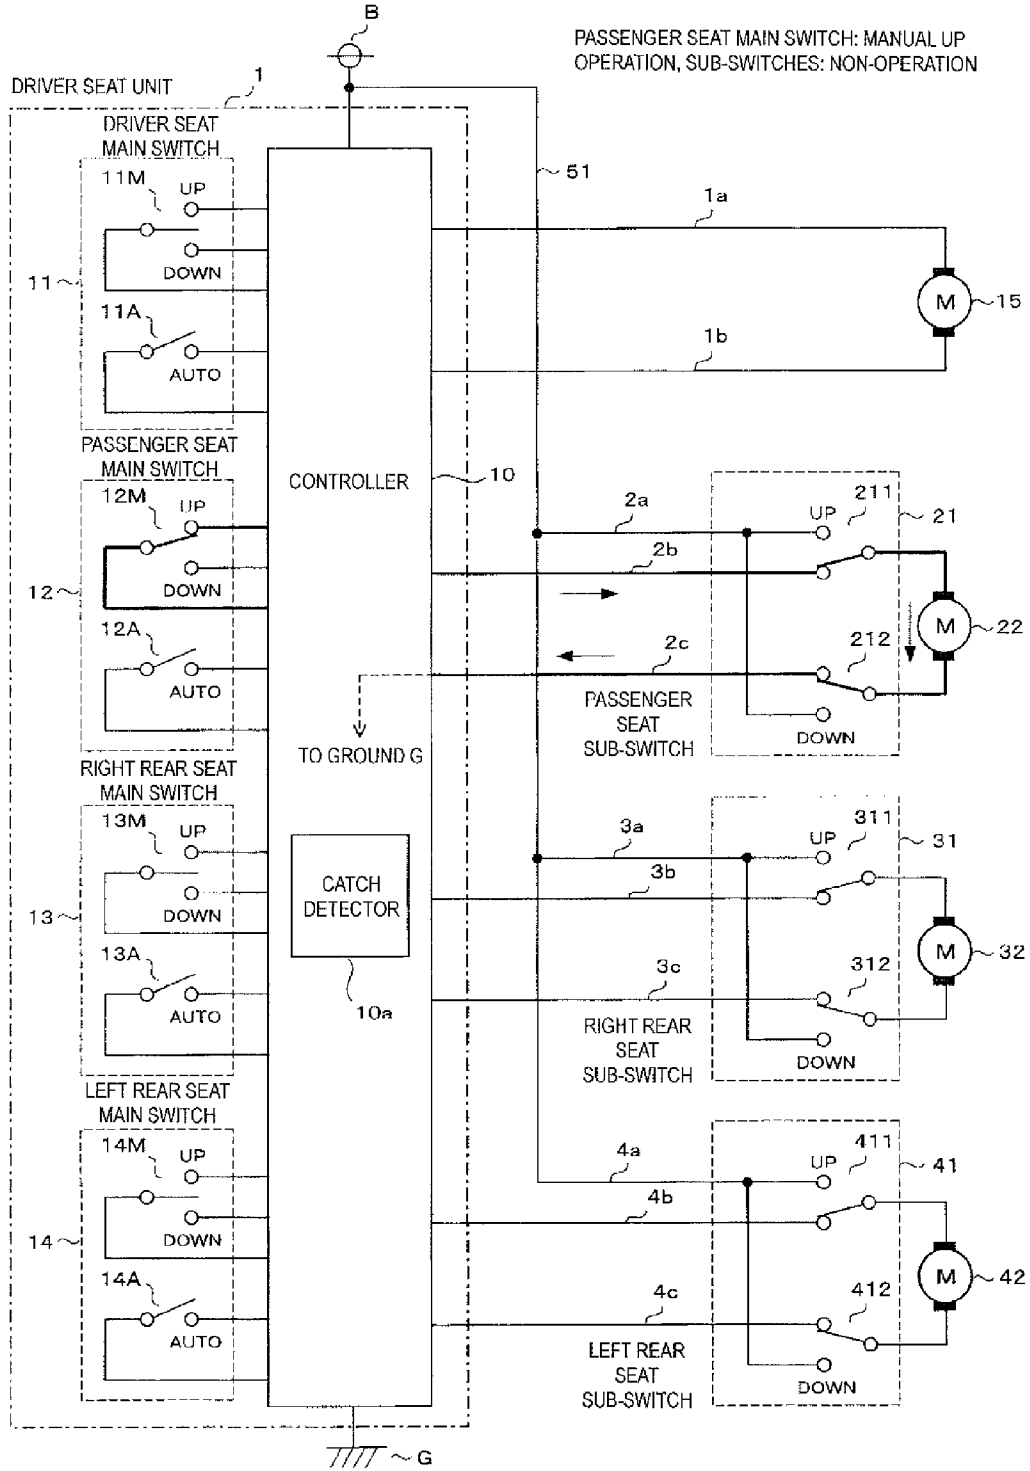 B
PASSENGER SEAT MAIN SWITCH: MANUAL UP
OPERATION, SUB-SWITCHES: NON-OPERATION
DRIVER SEAT UNIT
1
DRIVER SEAT
MAIN SWITCH
11M
UP
DOWN
11
11A
AUTO
51
1a
M
15
1b
PASSENGER SEAT
MAIN SWITCH
12M
UP
DOWN
12
12A
AUTO
CONTROLLER
10
2a
2b
UP
211
21
M
22
2c
212
PASSENGER
SEAT
SUB-SWITCH
DOWN
TO GROUND G
RIGHT REAR SEAT
MAIN SWITCH
13M
UP
DOWN
13
13A
AUTO
CATCH
DETECTOR
10a
3a
3b
UP
311
31
M
32
3c
312
RIGHT REAR
SEAT
SUB-SWITCH
DOWN
LEFT REAR SEAT
MAIN SWITCH
14M
UP
DOWN
14
14A
AUTO
4a
4b
UP
411
41
M
42
4c
412
LEFT REAR
SEAT
SUB-SWITCH
DOWN
G